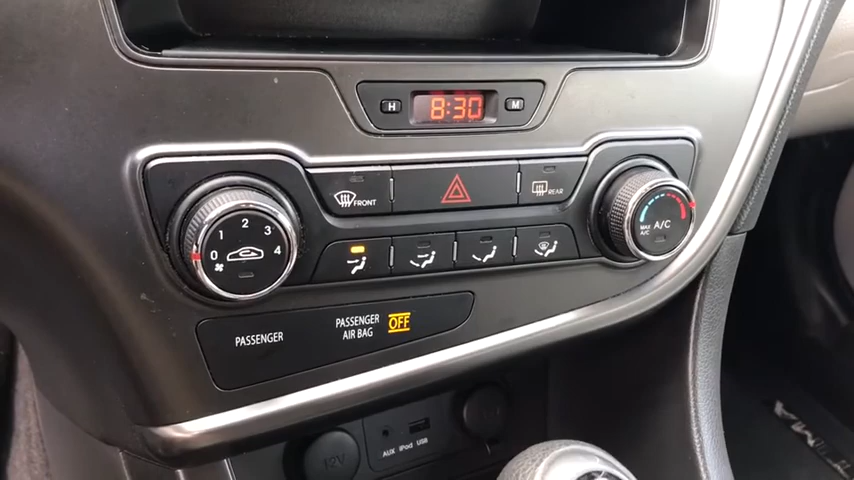 H 8:30 M
FRONT
REAR
0 1 2 3 4
MAX A/C
A/C
PASSENGER
PASSENGER
AIR BAG
OFF
12V
AUX iPod USB